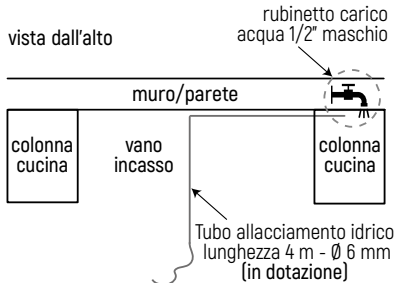 rubinetto carico
acqua 1/2" maschio
vista dall'alto
muro/parete
colonna
cucina
vano
incasso
colonna
cucina
Tubo allacciamento idrico
lunghezza 4 m - Ø 6 mm
(in dotazione)